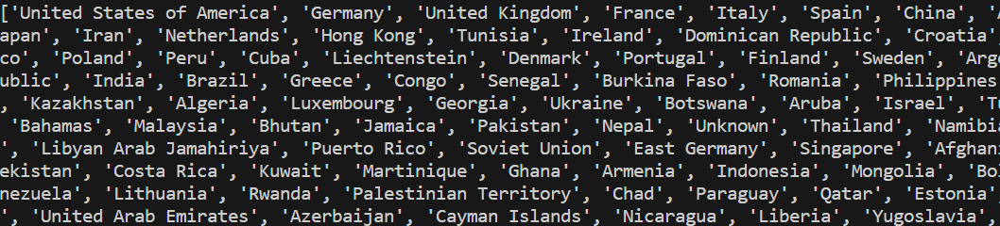 ['United States of America', 'Germany', 'United Kingdom', 'France', 'Italy', 'Spain', 'China', '
apan', 'Iran', 'Netherlands', 'Hong Kong', 'Tunisia', 'Ireland', 'Dominican Republic', 'Croatia'
co', 'Poland', 'Peru', 'Cuba', 'Liechtenstein', 'Denmark', 'Portugal', 'Finland', 'Sweden', 'Arg
ublic', 'India', 'Brazil', 'Greece', 'Congo', 'Senegal', 'Burkina Faso', 'Romania', 'Philippines
, 'Kazakhstan', 'Algeria', 'Luxembourg', 'Georgia', 'Ukraine', 'Botswana', 'Aruba', 'Israel', 'T
'Bahamas', 'Malaysia', 'Bhutan', 'Jamaica', 'Pakistan', 'Nepal', 'Unknown', 'Thailand', 'Namibi
', 'Libyan Arab Jamahiriya', 'Puerto Rico', 'Soviet Union', 'East Germany', 'Singapore', 'Afghan
ekistan', 'Costa Rica', 'Kuwait', 'Martinique', 'Ghana', 'Armenia', 'Indonesia', 'Mongolia', 'Bo
nezuela', 'Lithuania', 'Rwanda', 'Palestinian Territory', 'Chad', 'Paraguay', 'Qatar', 'Estonia'
', 'United Arab Emirates', 'Azerbaijan', 'Cayman Islands', 'Nicaragua', 'Liberia', 'Yugoslavia',